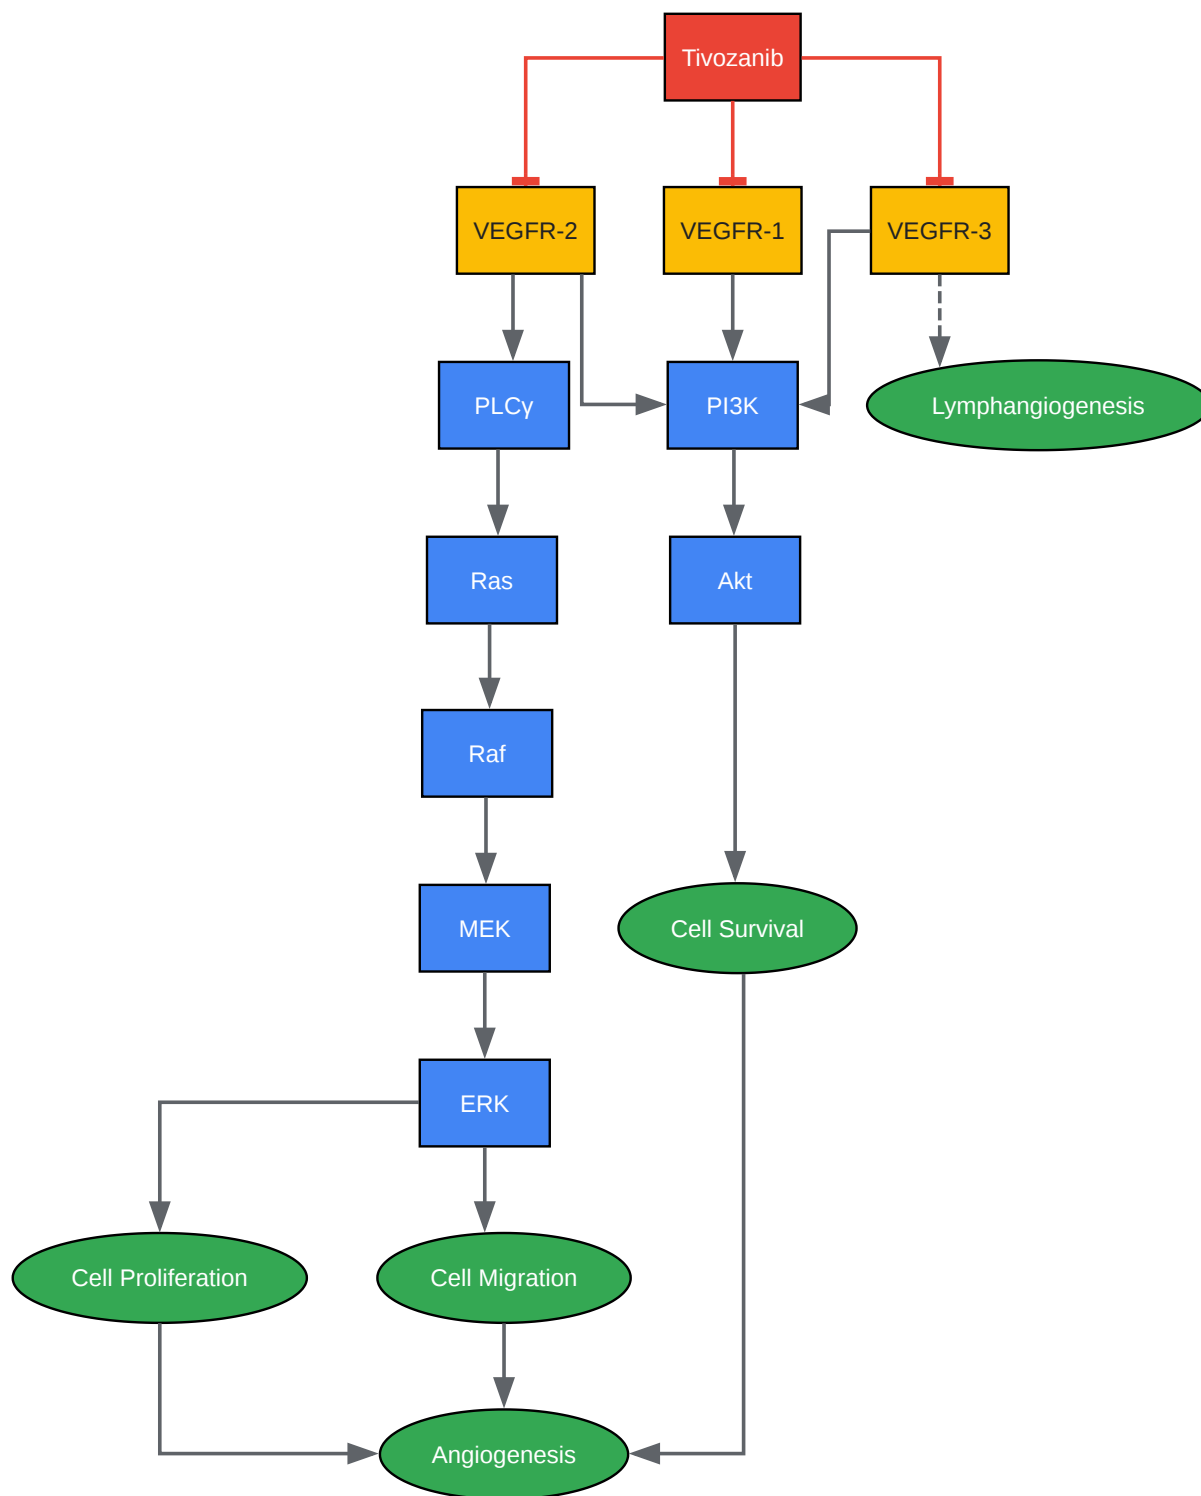 Tivozanib
VEGFR-2
VEGFR-1
VEGFR-3
PLCγ
PI3K
Lymphangiogenesis
Ras
Akt
Raf
MEK
Cell Survival
ERK
Cell Proliferation
Cell Migration
Angiogenesis